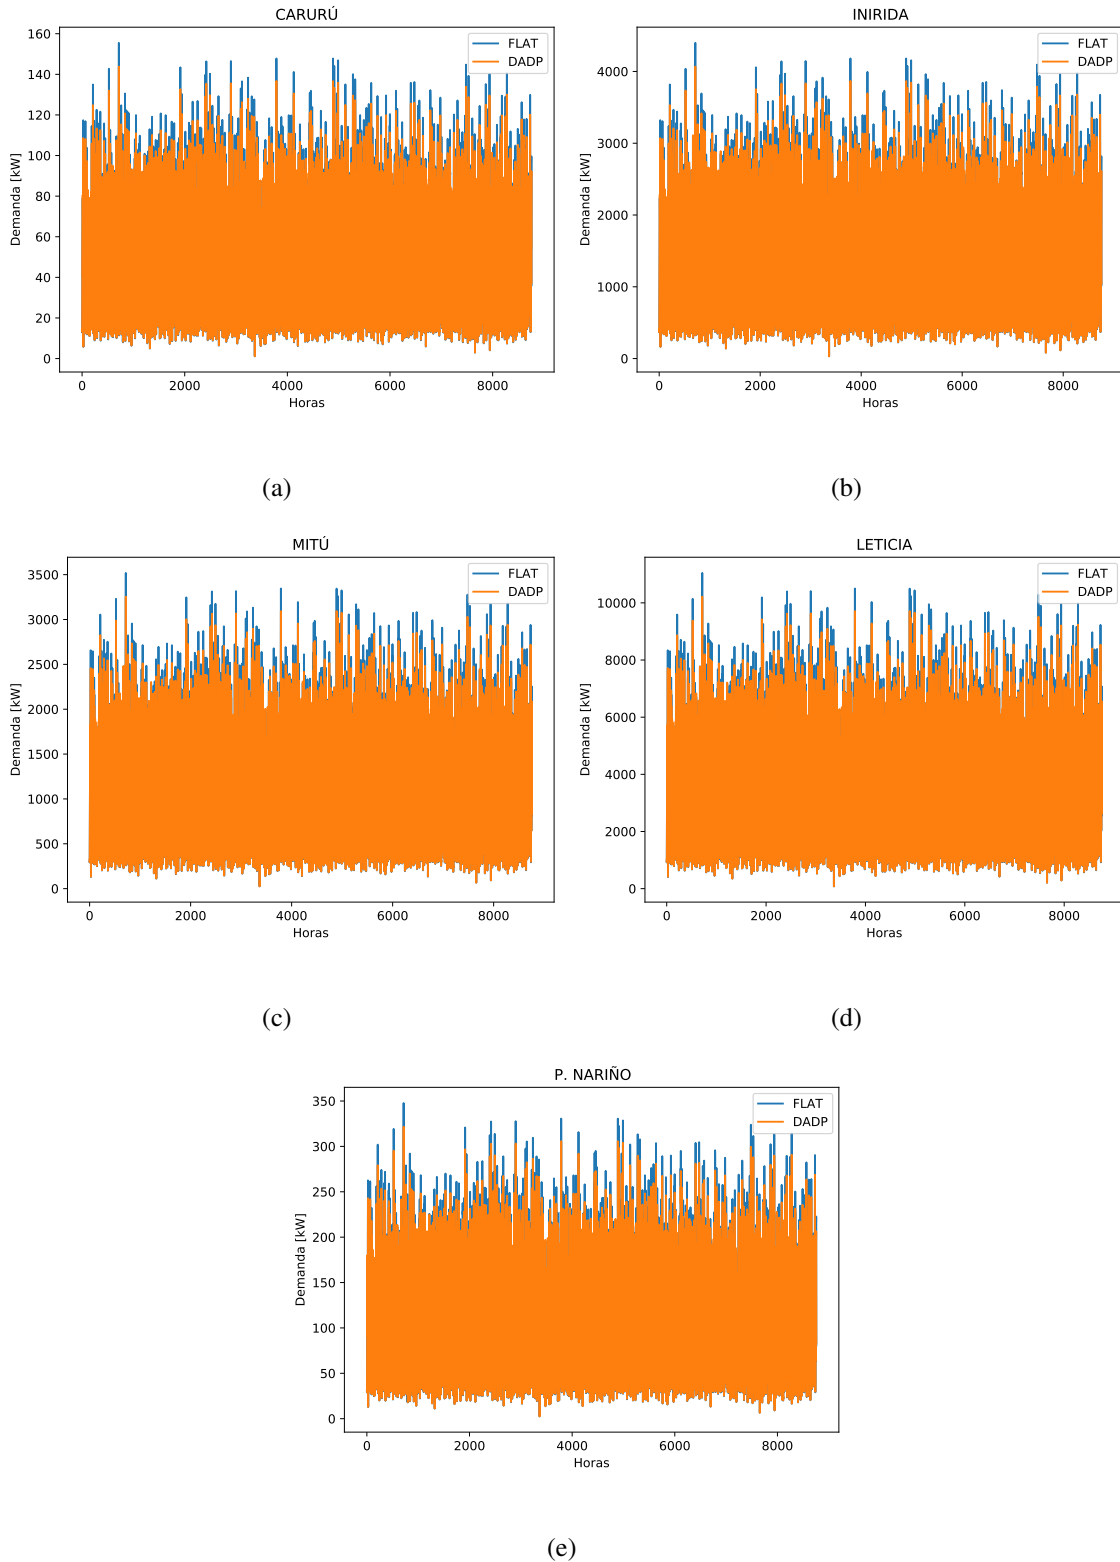 CARURÚ
160
140
120
100
80
60
40
20
0
Demanda [kW]
FLAT
DADP
0 2000 4000 6000 8000
Horas
(a)
INIRIDA
4000
3000
2000
1000
0
Demanda [kW]
FLAT
DADP
0 2000 4000 6000 8000
Horas
(b)
MITÚ
3500
3000
2500
2000
1500
1000
500
0
Demanda [kW]
FLAT
DADP
0 2000 4000 6000 8000
Horas
(c)
LETICIA
10000
8000
6000
4000
2000
0
Demanda [kW]
FLAT
DADP
0 2000 4000 6000 8000
Horas
(d)
P. NARIÑO
350
300
250
200
150
100
50
0
Demanda [kW]
FLAT
DADP
0 2000 4000 6000 8000
Horas
(e)